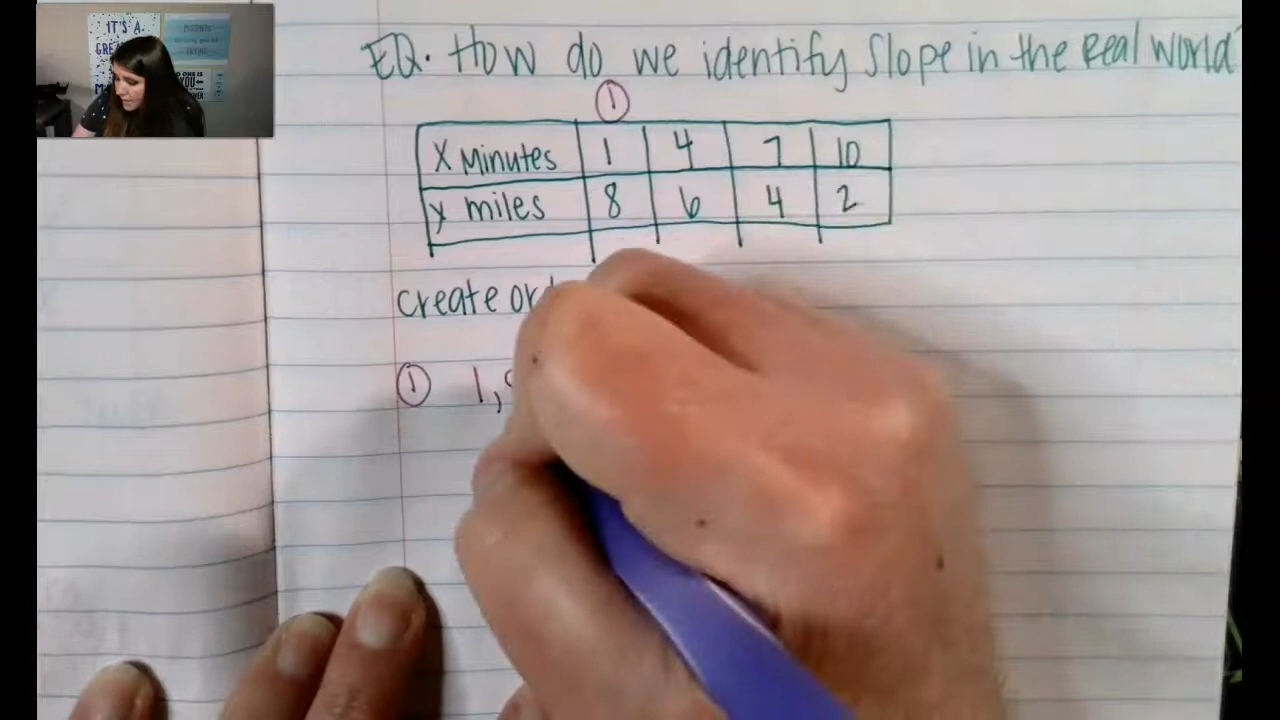 IT'S A
EQ. How do we identify slope in the real world?
①
X Minutes 1 4 7 10
y miles 8 6 4 2
create
① 1,